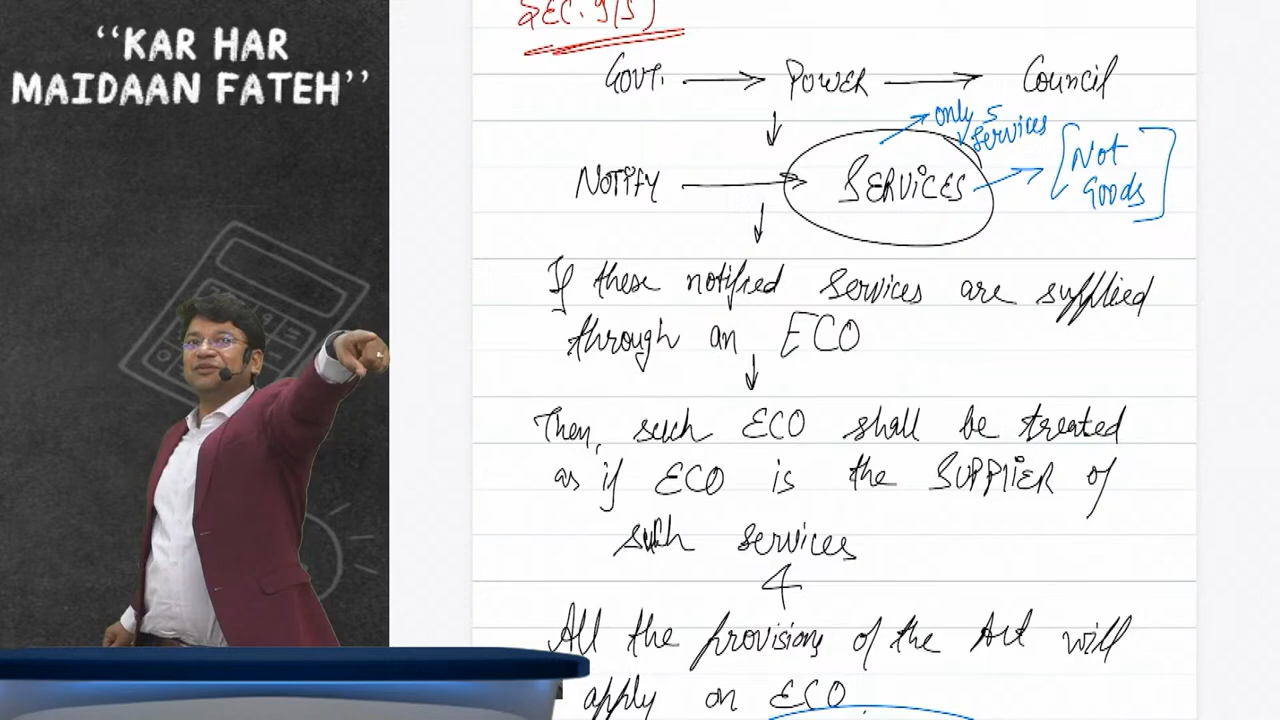 “KAR HAR
MAIDAAN FATEH”
SEC. 9(5)
GOVT. → POWER → Council
only 5
services
NOTIFY → SERVICES → [Not
Goods]
If these notified services are supplied
through an ECO
Then, such ECO shall be treated
as if ECO is the SUPPLIER of
such services
&
All the provisions of the Act will
apply on ECO.